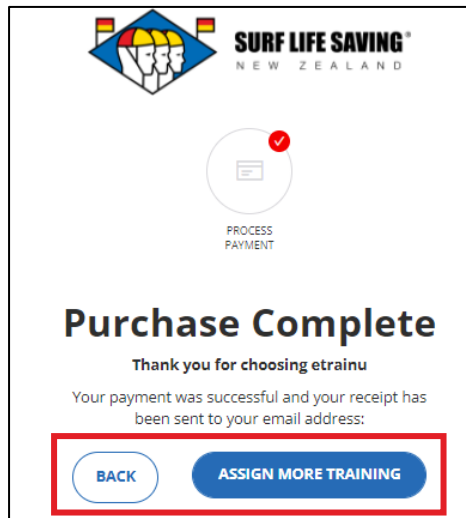 SURF LIFE SAVING®
NEW ZEALAND
PROCESS
PAYMENT
Purchase Complete
Thank you for choosing etrainu
Your payment was successful and your receipt has
been sent to your email address:
BACK ASSIGN MORE TRAINING